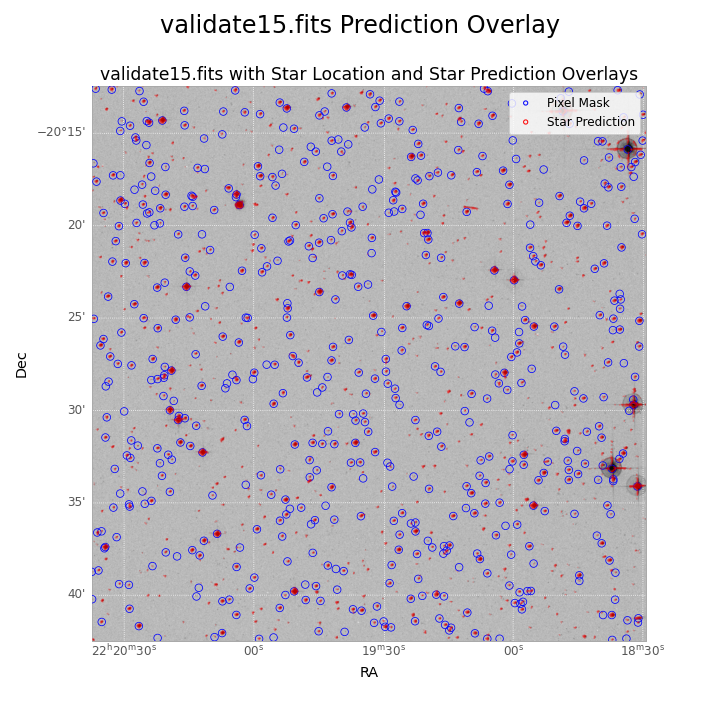 validate15.fits Prediction Overlay
validate15.fits with Star Location and Star Prediction Overlays
Pixel Mask
Star Prediction
−20°15'
20'
25'
30'
35'
40'
Dec
22ʰ20ᵐ30ˢ
00ˢ
19ᵐ30ˢ
00ˢ
18ᵐ30ˢ
RA